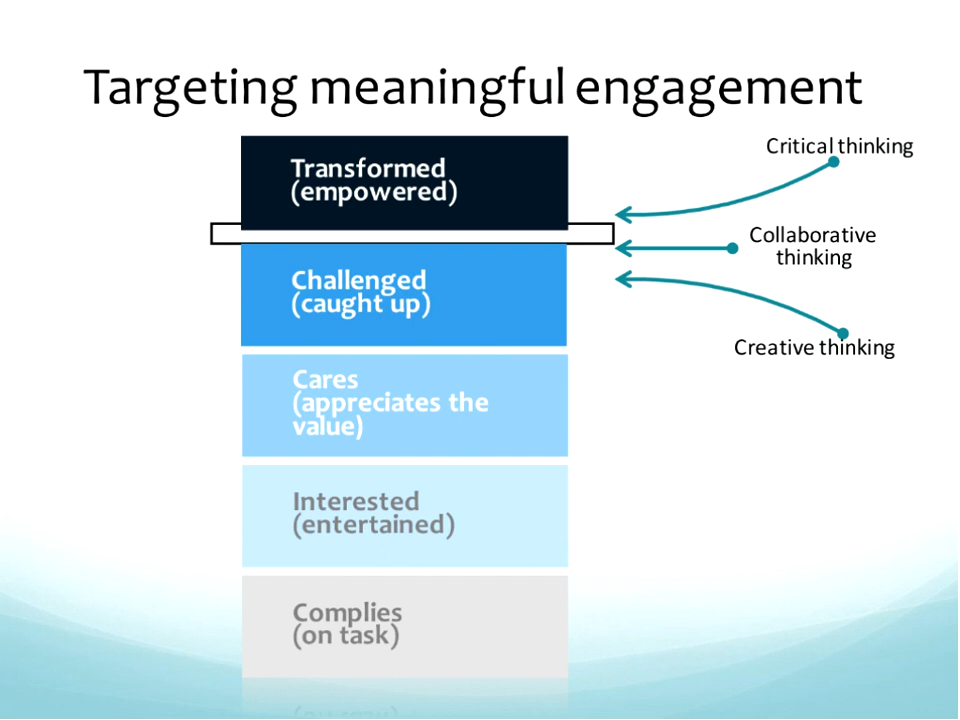 Targeting meaningful engagement
Transformed
(empowered)
Critical thinking
Collaborative
thinking
Challenged
(caught up)
Creative thinking
Cares
(appreciates the
value)
Interested
(entertained)
Complies
(on task)